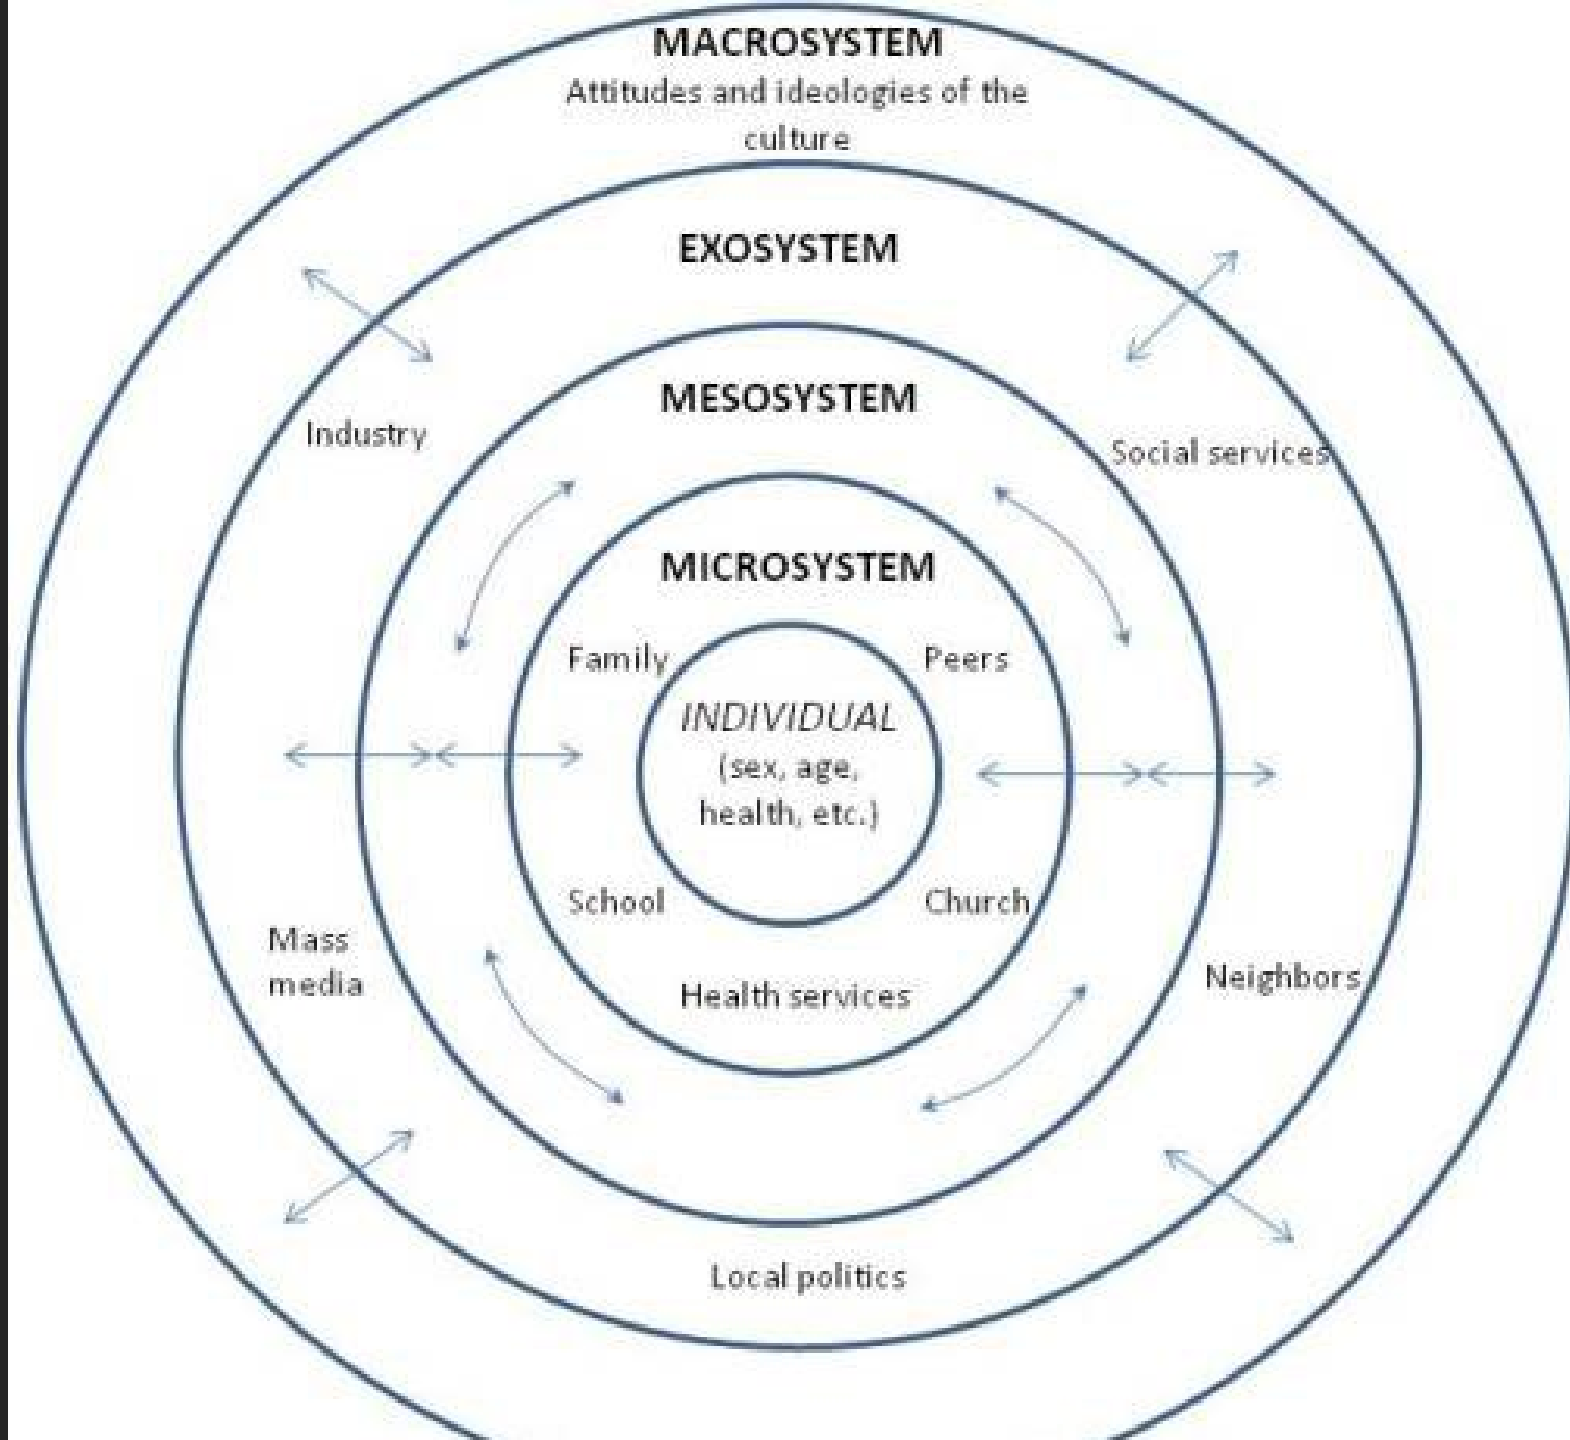 MACROSYSTEM
Attitudes and ideologies of the
culture
EXOSYSTEM
MESOSYSTEM
Industry
Social services
MICROSYSTEM
Family
Peers
INDIVIDUAL
(sex, age,
health, etc.)
School
Church
Mass
media
Neighbors
Health services
Local politics